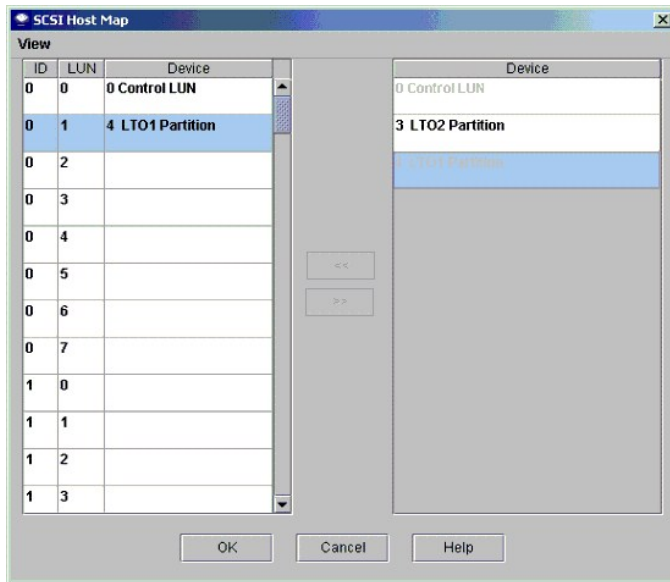 SCSI Host Map
View
ID LUN Device
0 0 0 Control LUN
0 1 4 LTO1 Partition
0 2
0 3
0 4
0 5
0 6
0 7
1 0
1 1
1 2
1 3
<<
>>
Device
0 Control LUN
3 LTO2 Partition
LTO1 Partition
OK Cancel Help